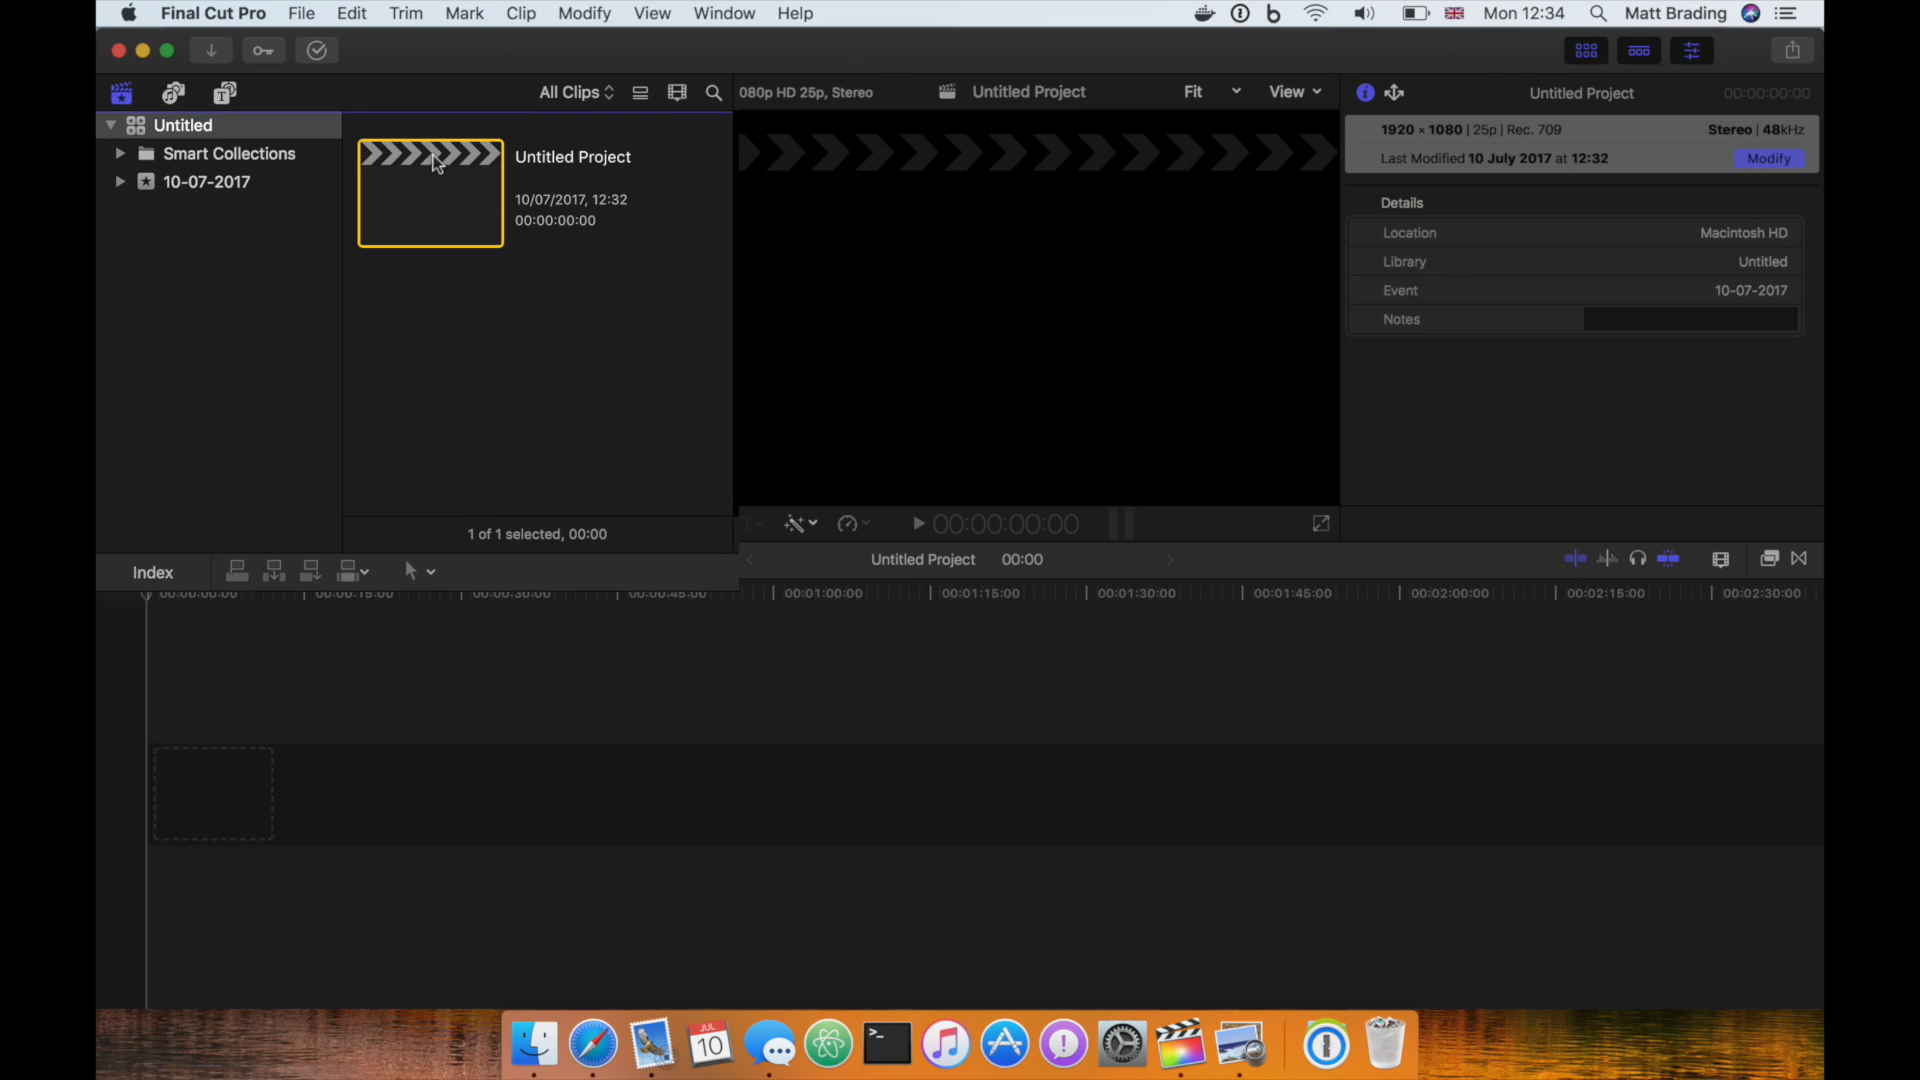 Final Cut Pro File Edit Trim Mark Clip Modify View Window Help Mon 12:34 Matt Brading
All Clips
080p HD 25p, Stereo Untitled Project Fit View
Untitled Project 00:00:00:00
Untitled
Smart Collections
10-07-2017
Untitled Project
10/07/2017, 12:32
00:00:00:00
1920 × 1080 | 25p | Rec. 709 Stereo | 48kHz
Last Modified 10 July 2017 at 12:32 Modify
Details
Location Macintosh HD
Library Untitled
Event 10-07-2017
Notes
1 of 1 selected, 00:00
00:00:00:00
Index
Untitled Project 00:00
00:00:00:00 00:00:15:00 00:00:30:00 00:00:45:00 00:01:00:00 00:01:15:00 00:01:30:00 00:01:45:00 00:02:00:00 00:02:15:00 00:02:30:00
JUL
10